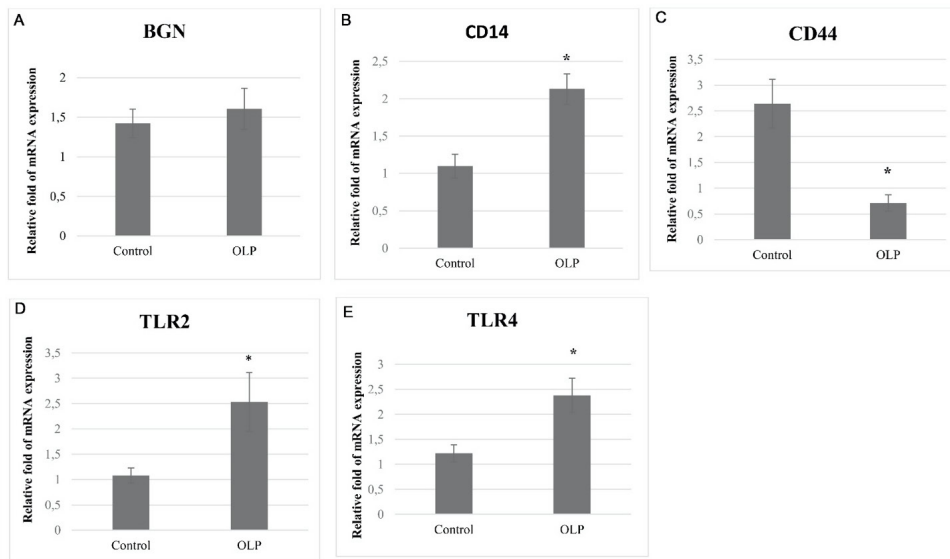 A
BGN
Relative fold of mRNA expression
2
1,5
1
0,5
0
Control OLP
B
CD14
Relative fold of mRNA expression
2,5
*
2
1,5
1
0,5
0
Control OLP
C
CD44
Relative fold of mRNA expression
3,5
3
2,5
2
1,5
1
*
0,5
0
Control OLP
D
TLR2
Relative fold of mRNA expression
3,5
*
3
2,5
2
1,5
1
0,5
0
Control OLP
E
TLR4
Relative fold of mRNA expression
*
3
2,5
2
1,5
1
0,5
0
Control OLP